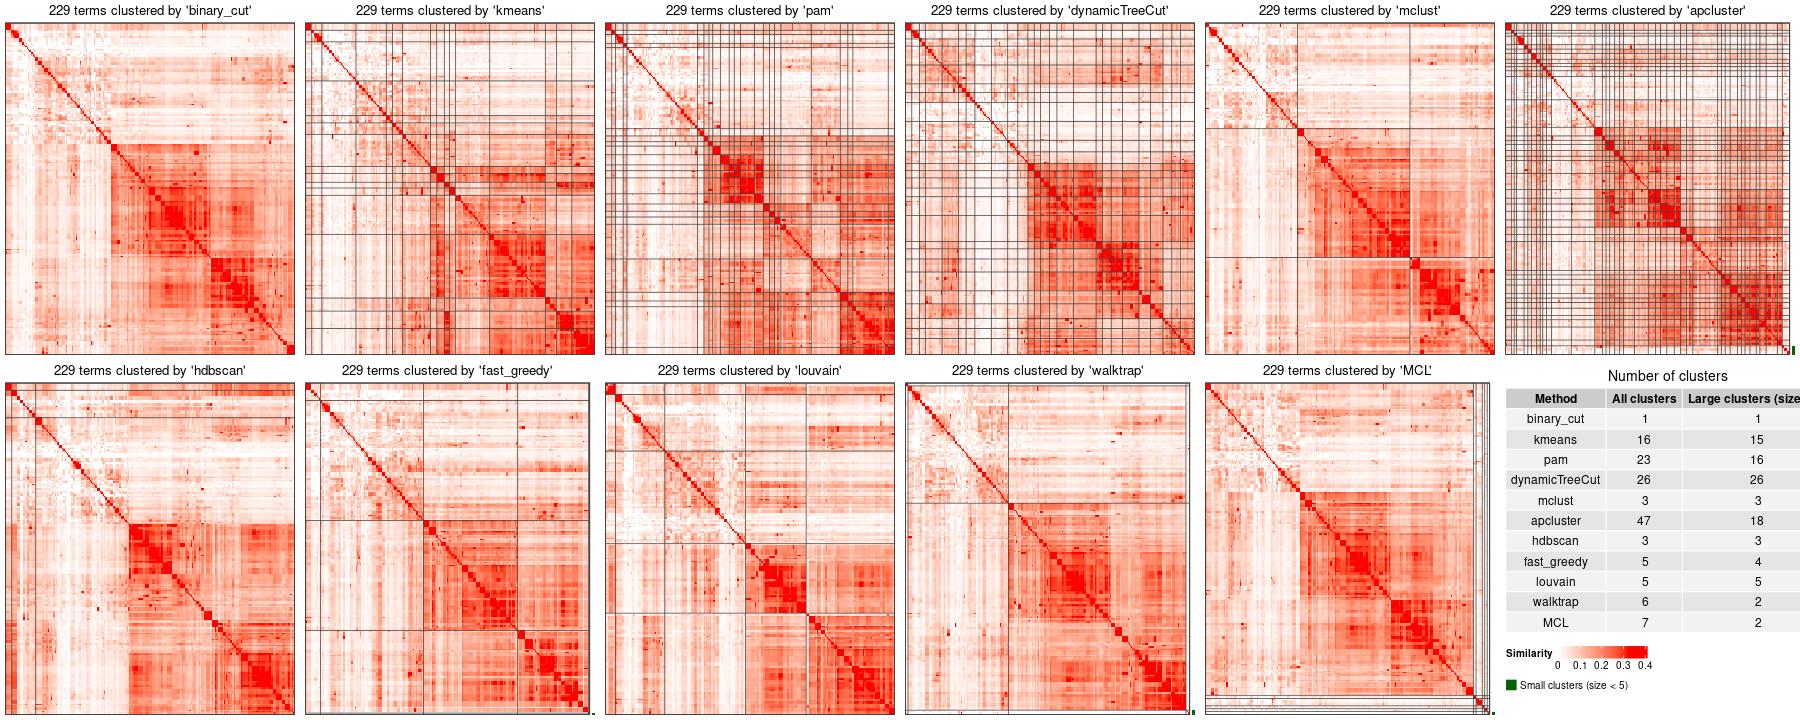 229 terms clustered by 'binary_cut'
229 terms clustered by 'kmeans'
229 terms clustered by 'pam'
229 terms clustered by 'dynamicTreeCut'
229 terms clustered by 'mclust'
229 terms clustered by 'apcluster'
229 terms clustered by 'hdbscan'
229 terms clustered by 'fast_greedy'
229 terms clustered by 'louvain'
229 terms clustered by 'walktrap'
229 terms clustered by 'MCL'
Number of clusters
Method All clusters Large clusters (size
binary_cut 1 1
kmeans 16 15
pam 23 16
dynamicTreeCut 26 26
mclust 3 3
apcluster 47 18
hdbscan 3 3
fast_greedy 5 4
louvain 5 5
walktrap 6 2
MCL 7 2
Similarity
0 0.1 0.2 0.3 0.4
Small clusters (size < 5)